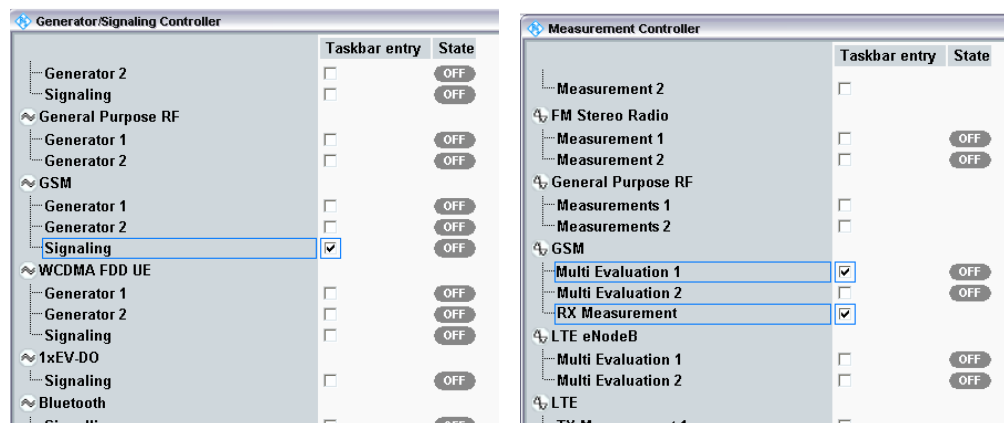 Generator/Signaling Controller
Taskbar entry State
Generator 2 OFF
Signaling OFF
General Purpose RF
Generator 1 OFF
Generator 2 OFF
GSM
Generator 1 OFF
Generator 2 OFF
Signaling OFF
WCDMA FDD UE
Generator 1 OFF
Generator 2 OFF
Signaling OFF
1xEV-DO
Signaling OFF
Bluetooth
Measurement Controller
Taskbar entry State
Measurement 2
FM Stereo Radio
Measurement 1 OFF
Measurement 2 OFF
General Purpose RF
Measurements 1
Measurements 2
GSM
Multi Evaluation 1 OFF
Multi Evaluation 2 OFF
RX Measurement
LTE eNodeB
Multi Evaluation 1 OFF
Multi Evaluation 2 OFF
LTE